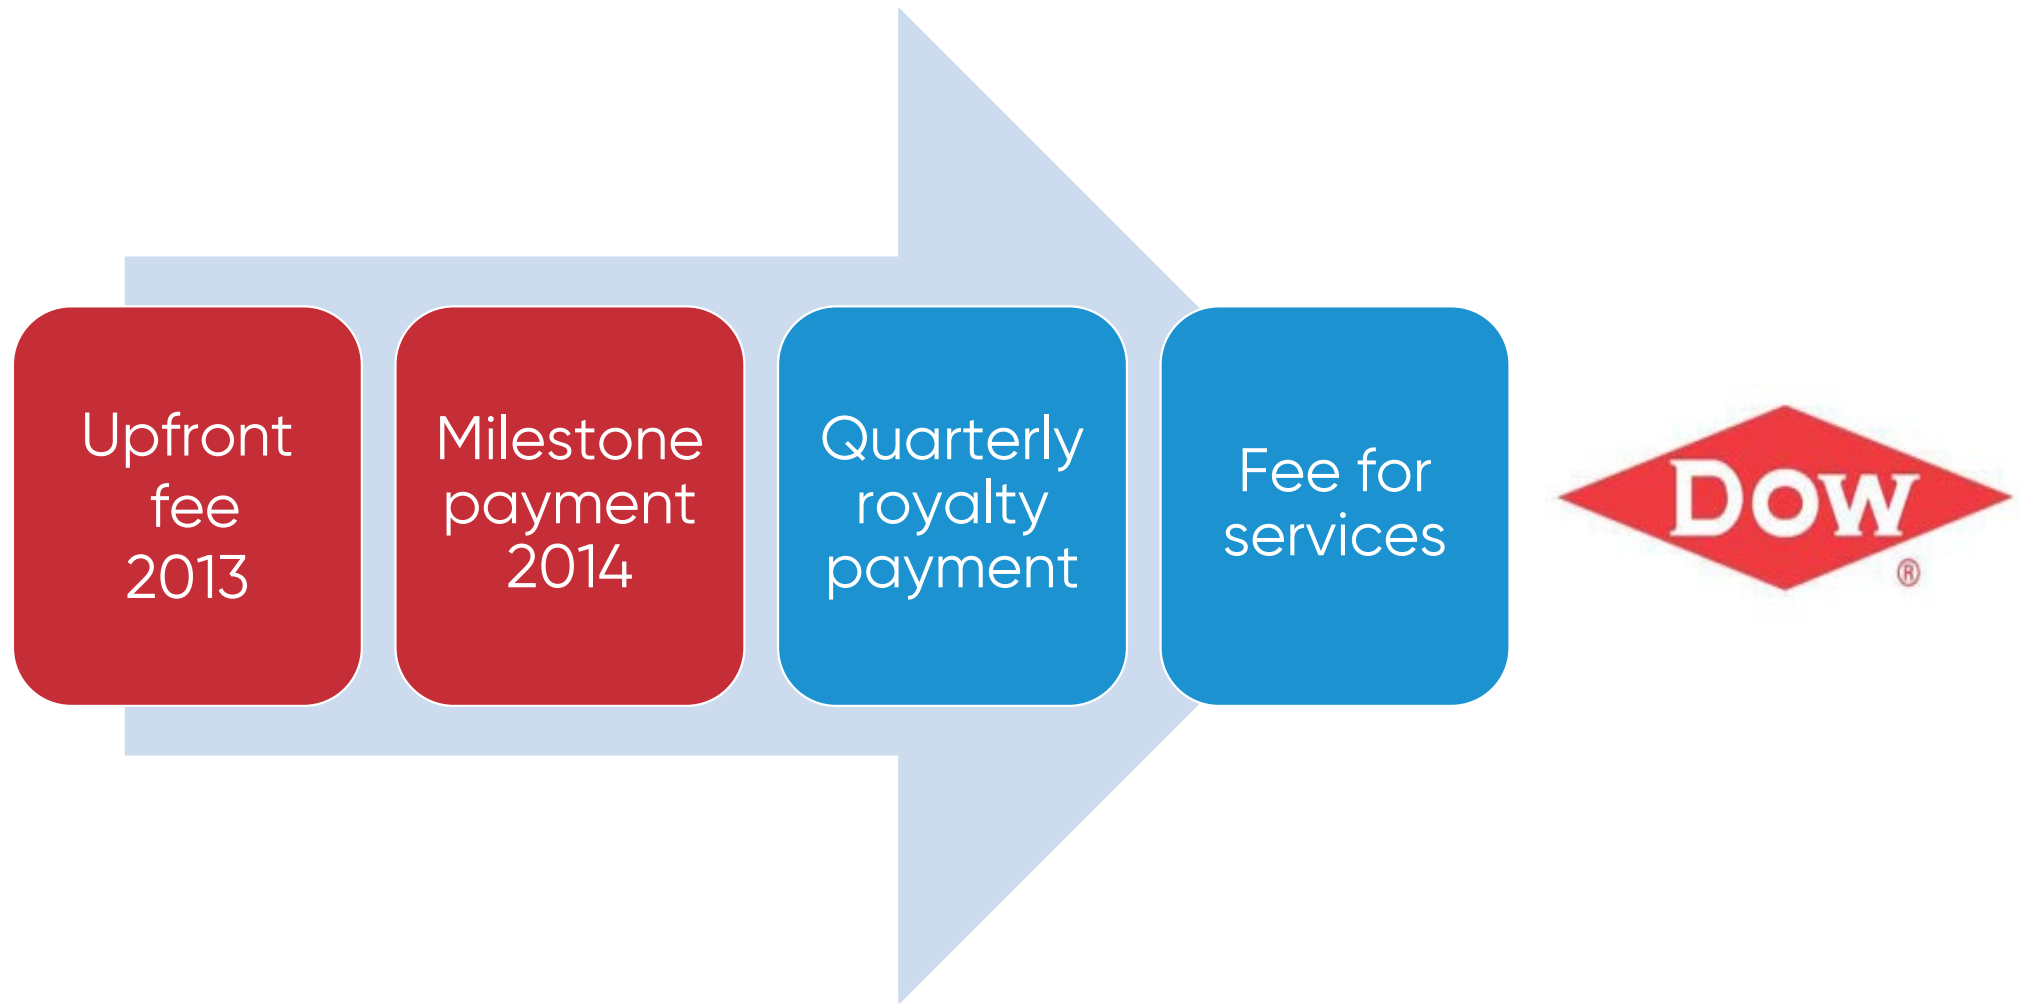 Upfront
fee
2013
Milestone
payment
2014
Quarterly
royalty
payment
Fee for
services
DOW
®